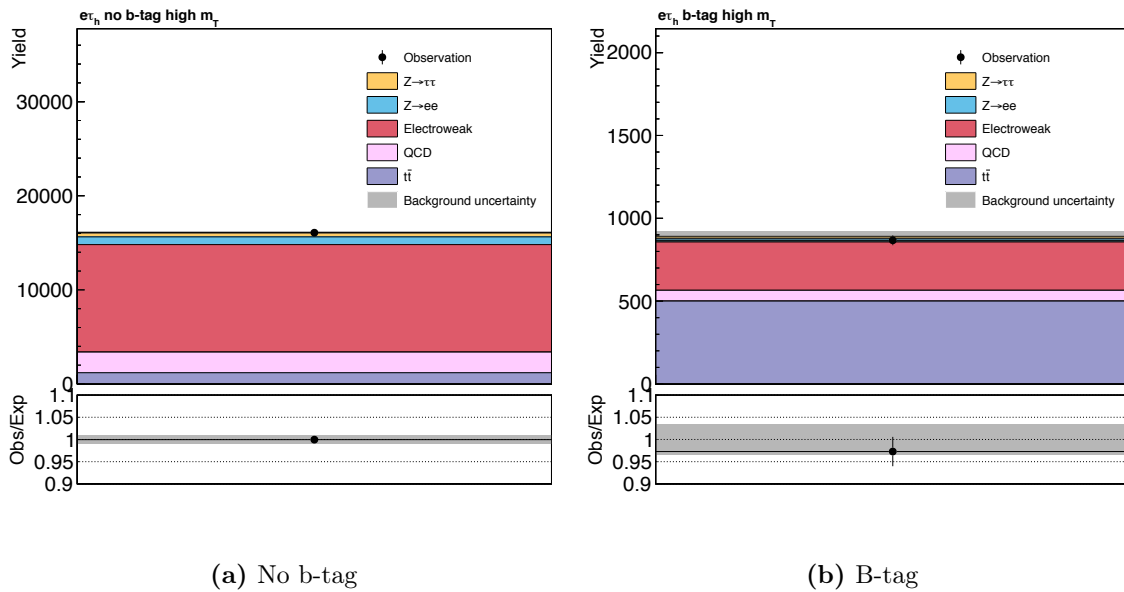 eτh no b-tag high mT
Yield
30000
20000
10000
0
Observation
Z→ττ
Z→ee
Electroweak
QCD
tt̄
Background uncertainty
Obs/Exp
1.1
1.05
1
0.95
0.9
(a) No b-tag
eτh b-tag high mT
Yield
2000
1500
1000
500
0
Observation
Z→ττ
Z→ee
Electroweak
QCD
tt̄
Background uncertainty
Obs/Exp
1.1
1.05
1
0.95
0.9
(b) B-tag